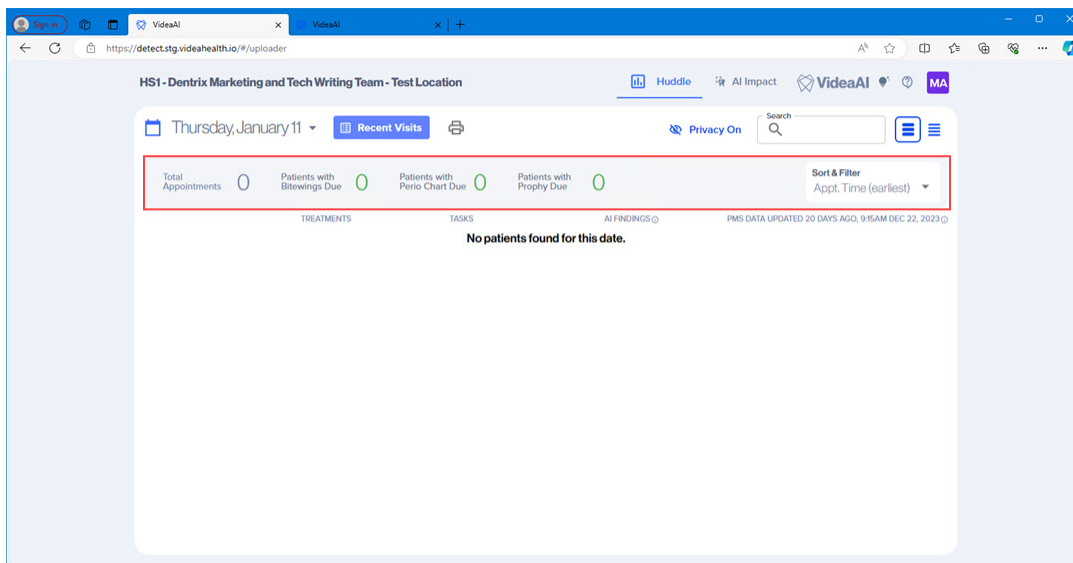 Sign in
VideaAI
VideaAI
https://detect.stg.videahealth.io/#/uploader
HS1 - Dentrix Marketing and Tech Writing Team - Test Location
Huddle
AI Impact
VideaAI
MA
Thursday, January 11
Recent Visits
Privacy On
Search
Total
Appointments
0
Patients with
Bitewings Due
0
Patients with
Perio Chart Due
0
Patients with
Prophy Due
0
Sort & Filter
Appt. Time (earliest)
TREATMENTS
TASKS
AI FINDINGS
PMS DATA UPDATED 20 DAYS AGO, 9:15AM DEC 22, 2023
No patients found for this date.